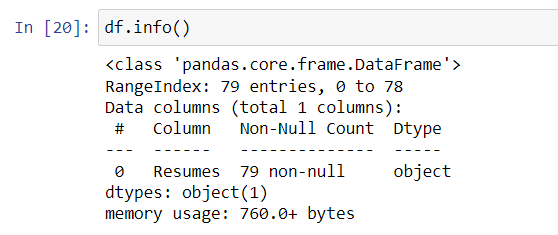 In [20]: df.info()
<class 'pandas.core.frame.DataFrame'>
RangeIndex: 79 entries, 0 to 78
Data columns (total 1 columns):
 #   Column   Non-Null Count  Dtype
---  ------   --------------  -----
 0   Resumes  79 non-null     object
dtypes: object(1)
memory usage: 760.0+ bytes